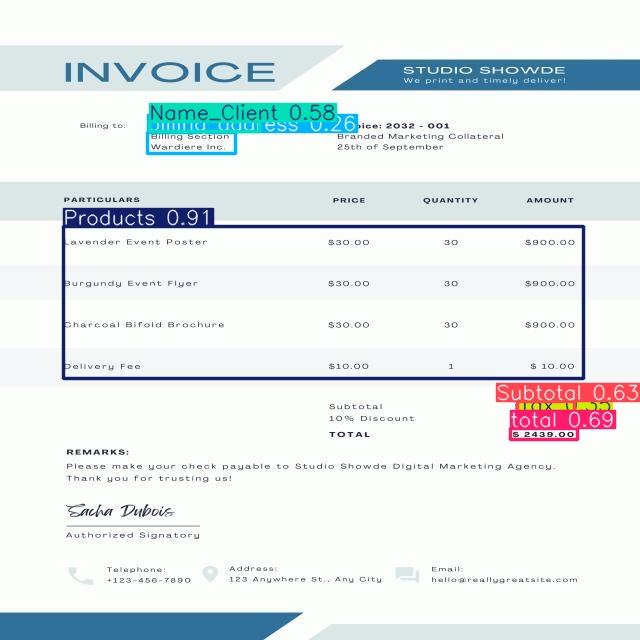 INVOICE
STUDIO SHOWDE
We print and timely deliver!
Name_Client 0.58
Billing to:
address 0.26
oice: 2032 - 001
Billing Section
Branded Marketing Collateral
Wardiere Inc.
25th of September
PARTICULARS PRICE QUANTITY AMOUNT
Products 0.91
Lavender Event Poster $30.00 30 $900.00
Burgundy Event Flyer $30.00 30 $900.00
Charcoal Bifold Brochure $30.00 30 $900.00
Delivery Fee $10.00 1 $ 10.00
Subtotal 0.63
Subtotal
Tax 0.35
10% Discount
total 0.69
TOTAL $ 2439.00
REMARKS:
Please make your check payable to Studio Showde Digital Marketing Agency.
Thank you for trusting us!
Sacha Dubois
Authorized Signatory
Telephone:
+123-456-7890
Address:
123 Anywhere St., Any City
Email:
hello@reallygreatsite.com